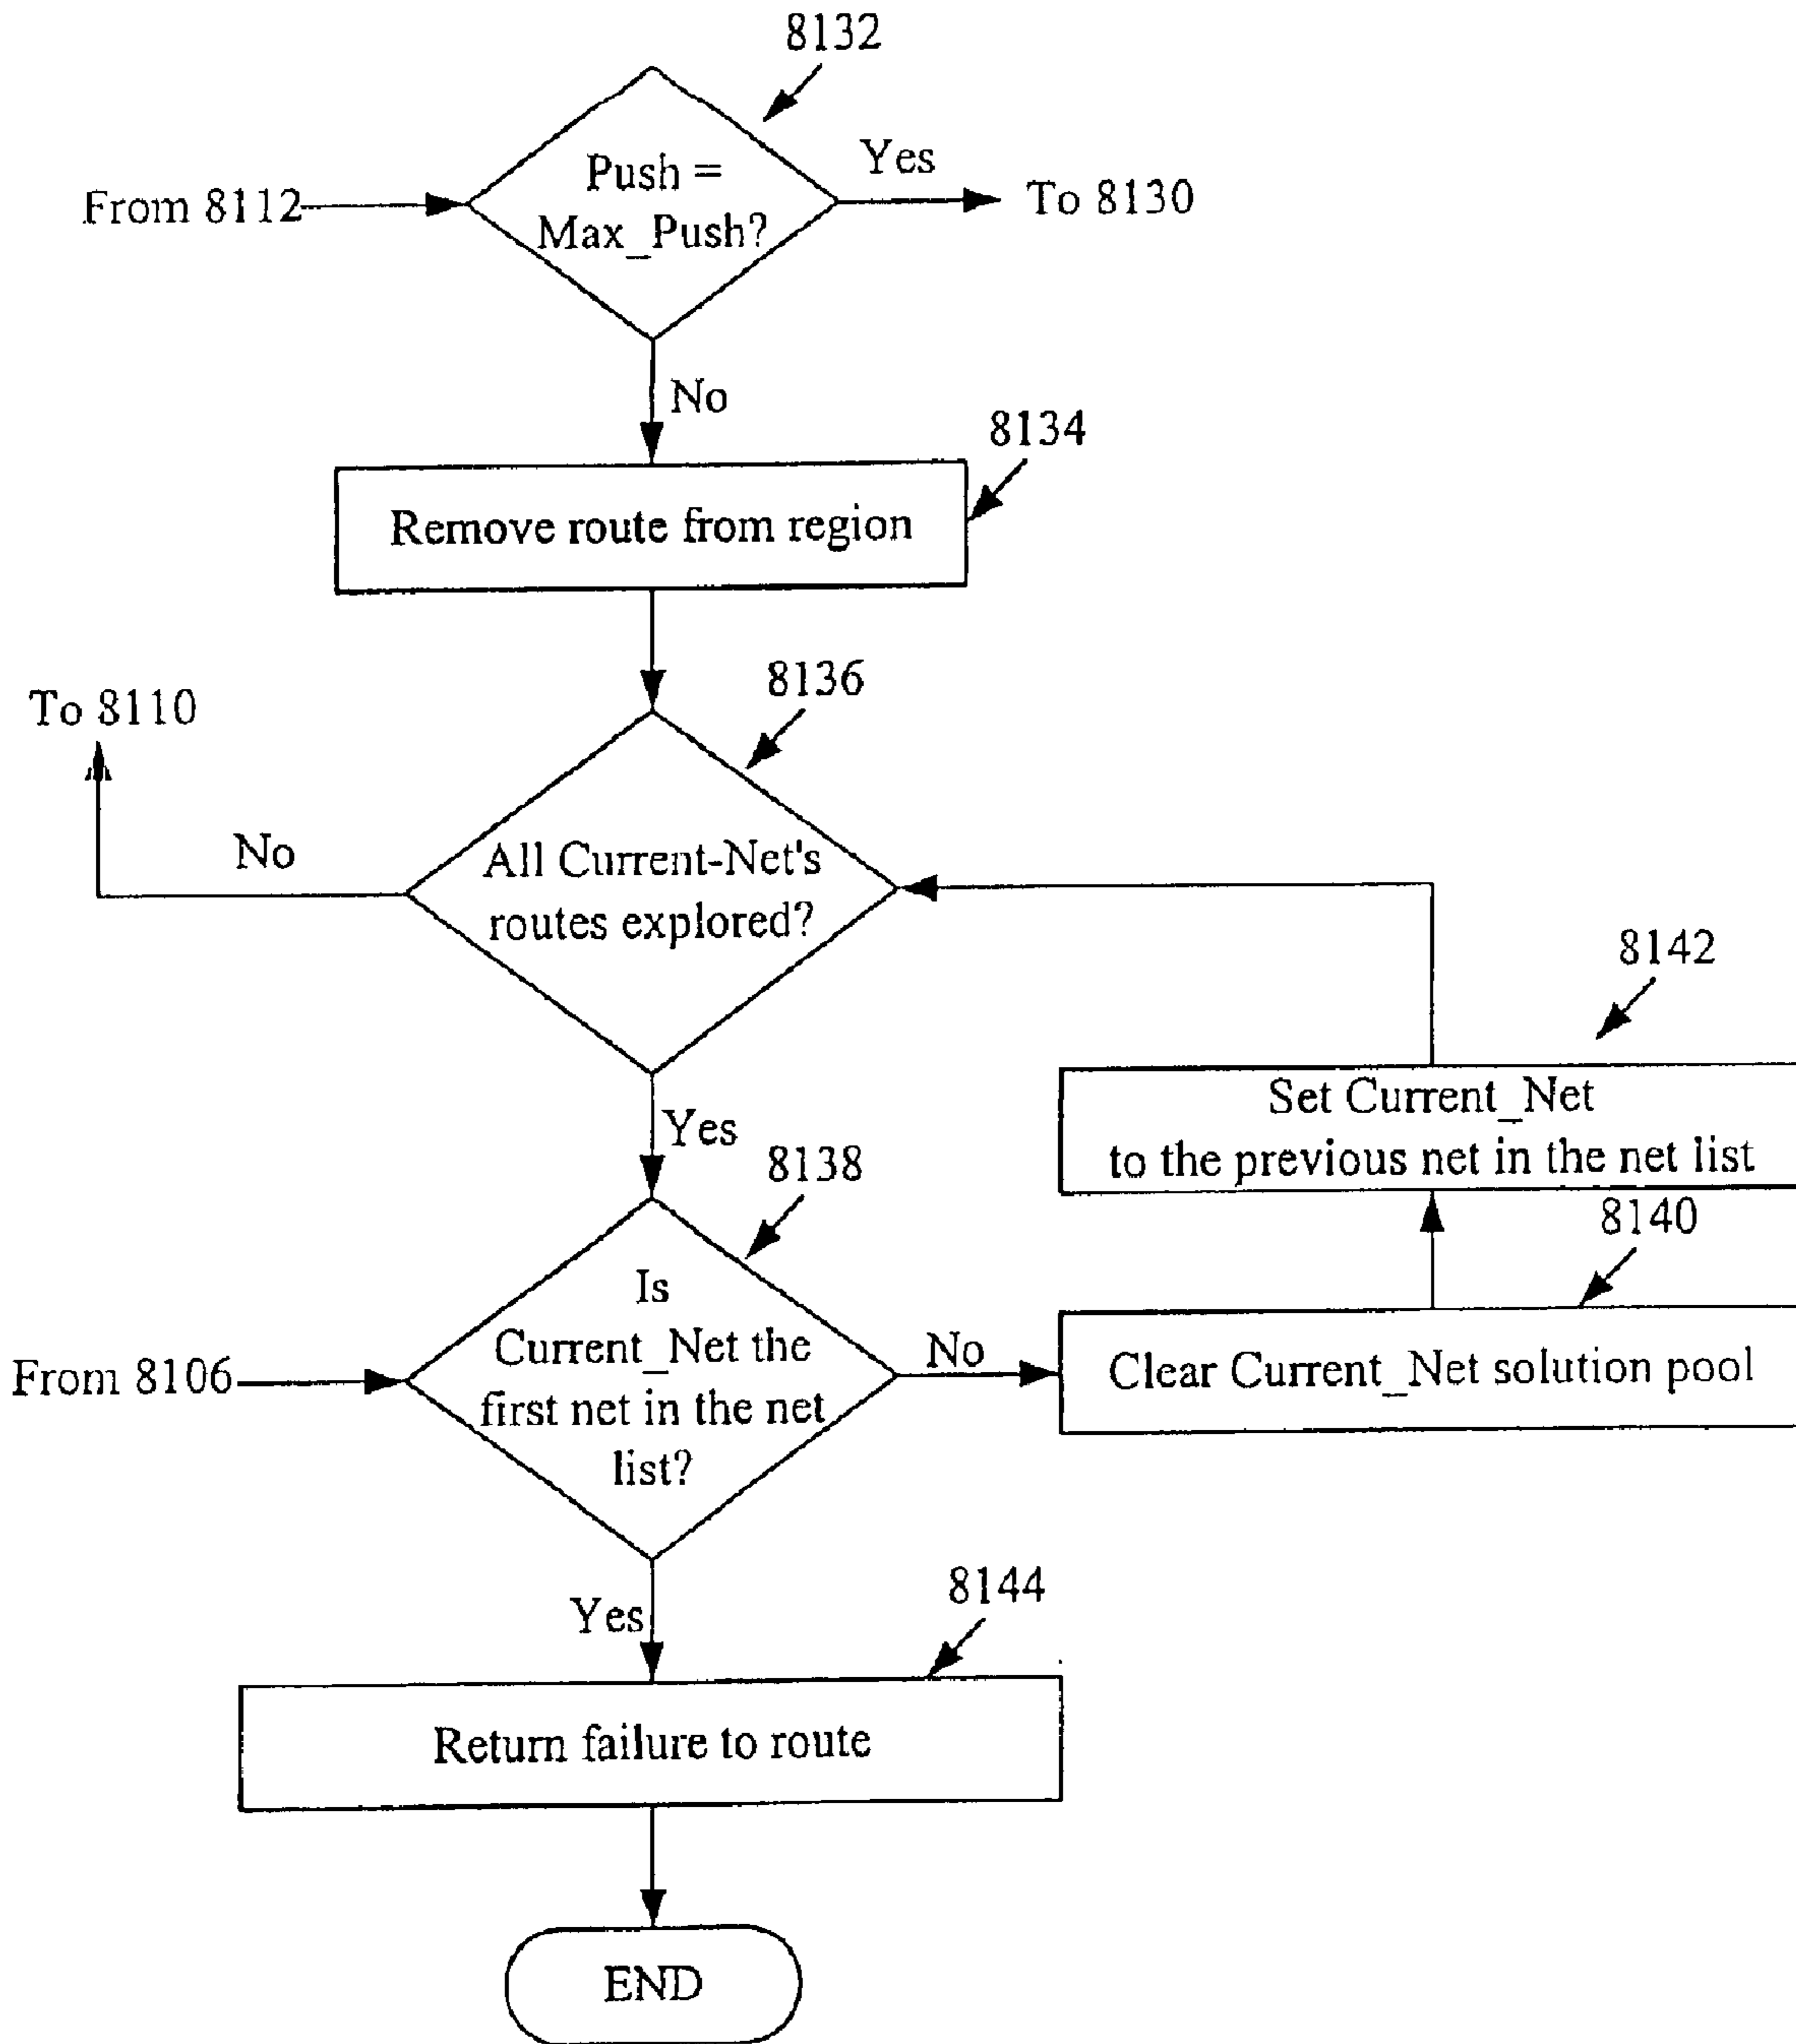 8132
Push =
Max_Push?
Yes
From 8112
To 8130
No
8134
Remove route from region
8136
To 8110
No
All Current-Net's
routes explored?
8142
Set Current_Net
to the previous net in the net list
Yes
8138
8140
Is
Current_Net the
first net in the net
list?
From 8106
No
Clear Current_Net solution pool
Yes
8144
Return failure to route
END